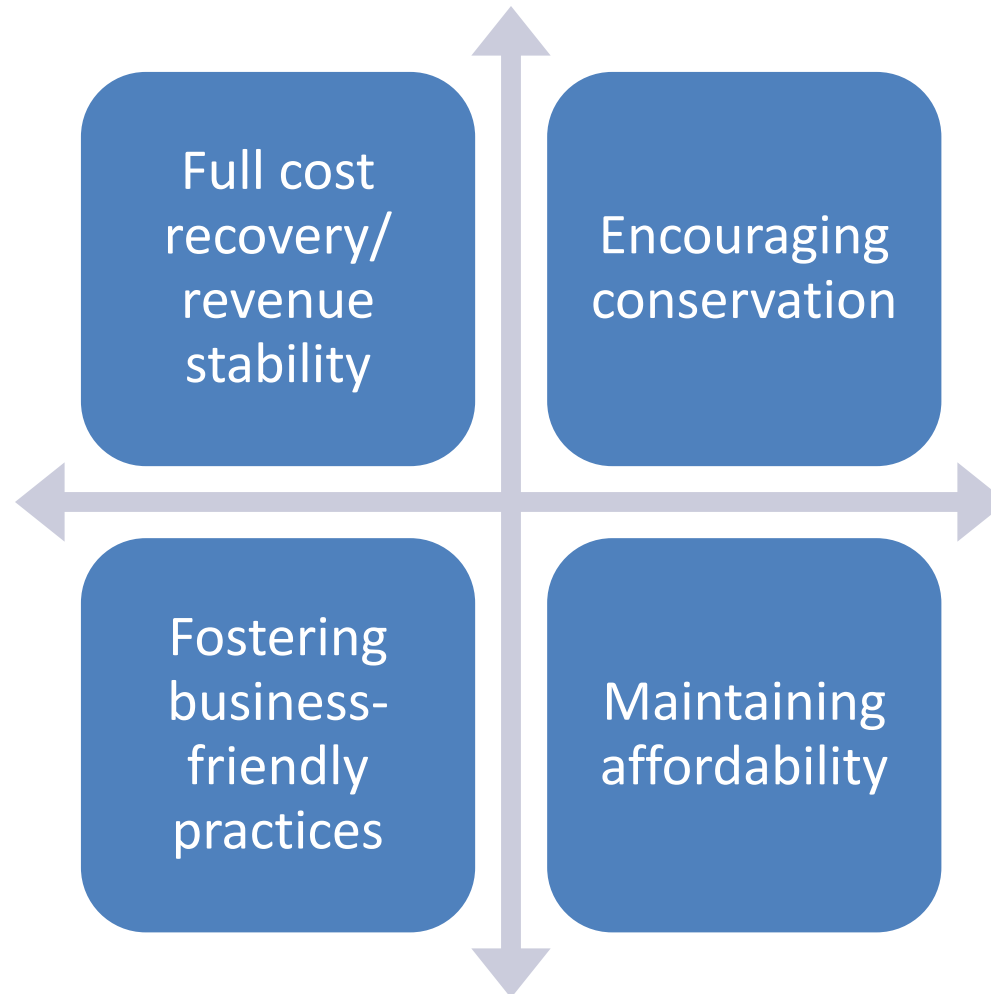 Full cost
recovery/
revenue
stability
Encouraging
conservation
Fostering
business-
friendly
practices
Maintaining
affordability